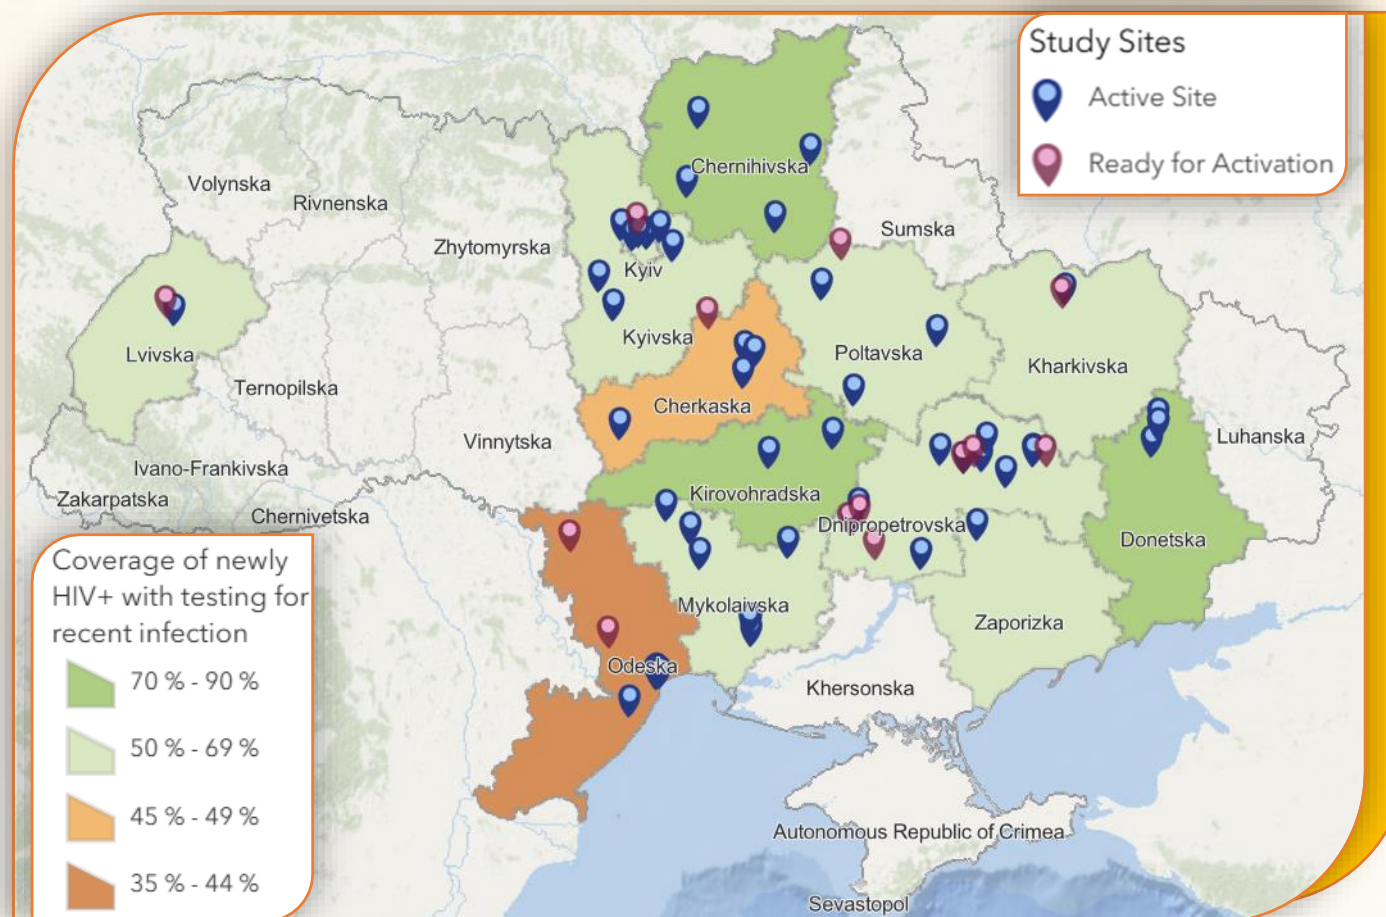 Study Sites
Active Site
Ready for Activation
Chernihivska
Volynska
Rivnenska
Sumska
Zhytomyrska
Kyiv
Kyivska
Lvivska
Poltavska
Kharkivska
Ternopilska
Cherkaska
Vinnytska
Luhanska
Ivano-Frankivska
Zakarpatska
Kirovohradska
Chernivetska
Dnipropetrovska
Donetska
Mykolaivska
Zaporizka
Odeska
Khersonska
Autonomous Republic of Crimea
Sevastopol
Coverage of newly
HIV+ with testing for
recent infection
70 % - 90 %
50 % - 69 %
45 % - 49 %
35 % - 44 %